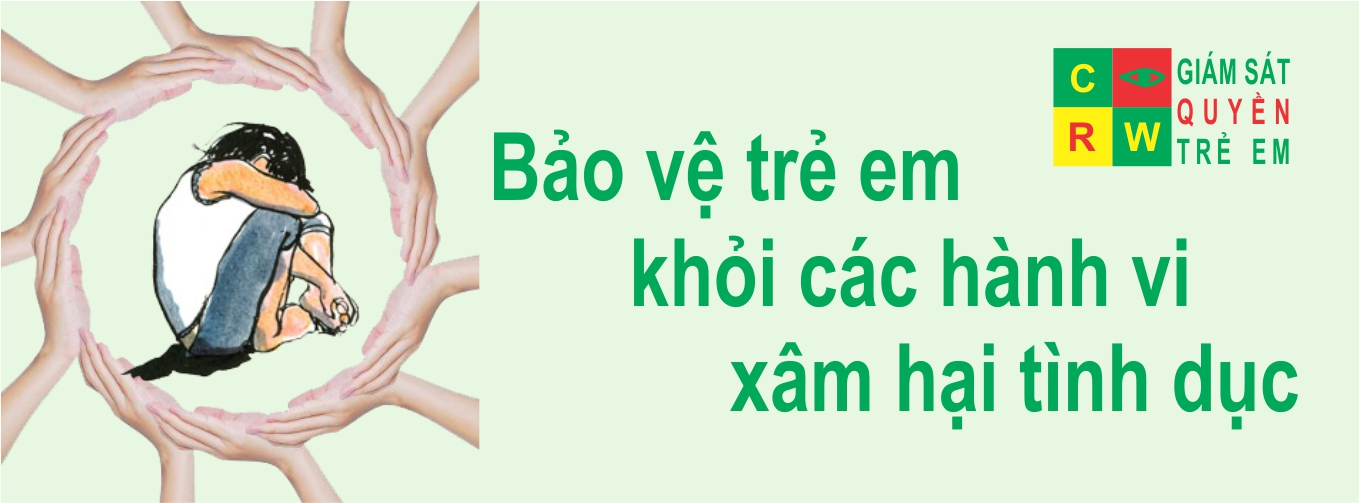 C
R W
GIÁM SÁT
QUYỀN
TRẺ EM
Bảo vệ trẻ em
khỏi các hành vi
xâm hại tình dục